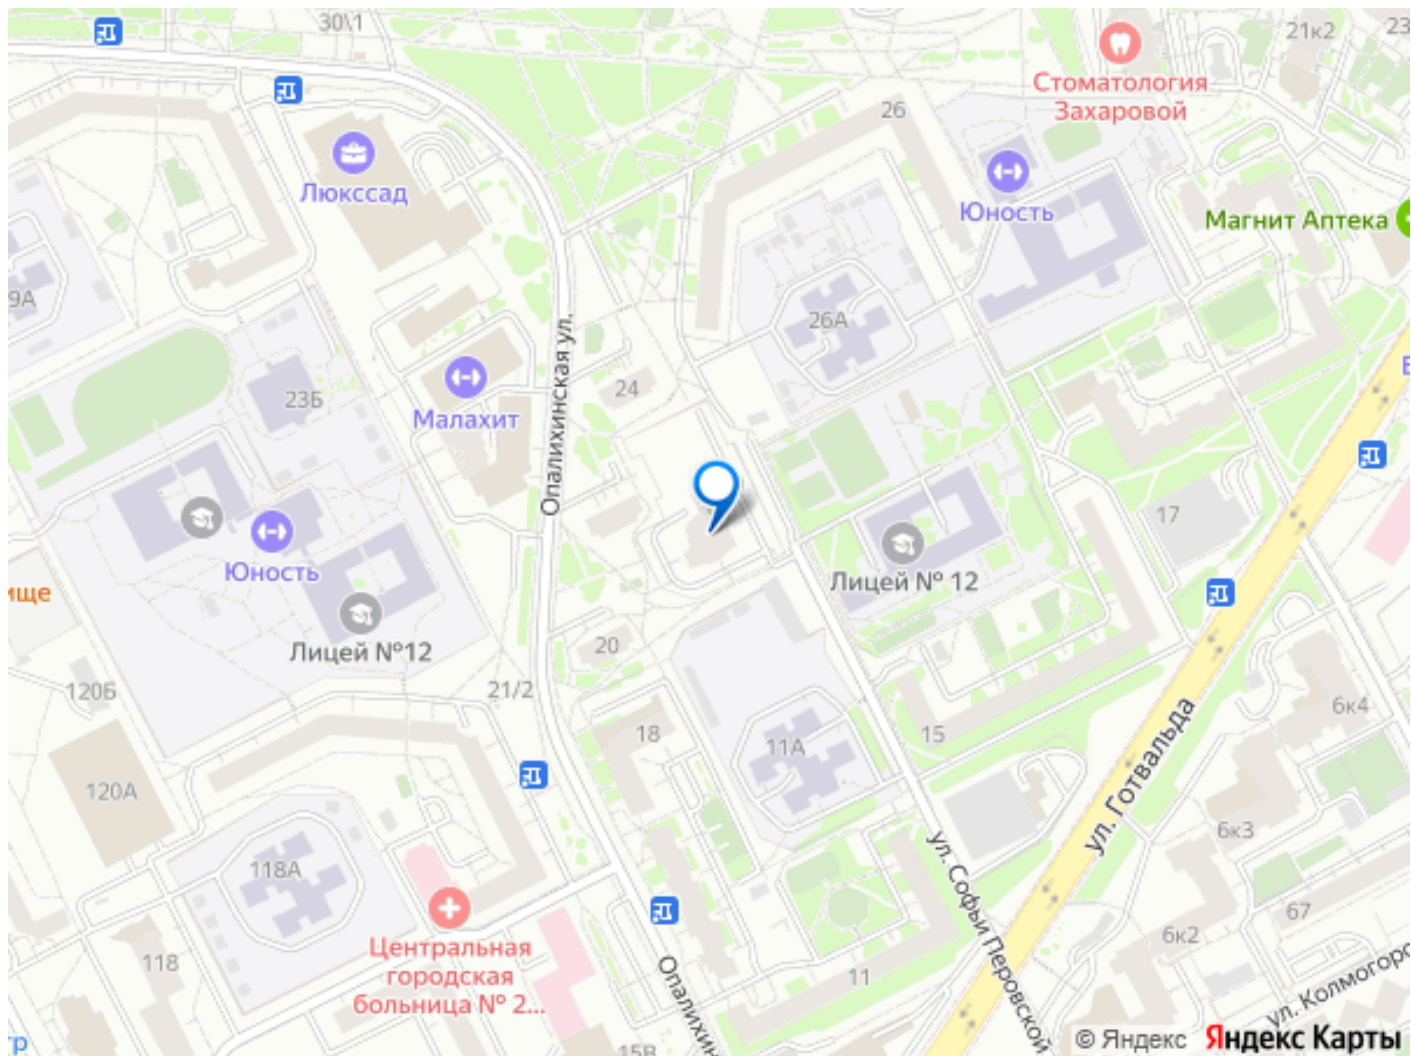 30\1
21к2
23
Стоматология
Захаровой
26
Люкссад
Юность
Магнит Аптека
9А
26А
Опалихинская ул.
24
23Б
Малахит
17
Юность
Лицей № 12
ище
Лицей №12
20
21/2
120Б
6к4
18
15
11А
ул. Готвальда
120А
6к3
ул. Софьи Перовской
118А
67
Центральная
городская
больница № 2...
6к2
118
11
Опалихин
ул. Колмогоро
15В
тр
© Яндекс Яндекс Карты